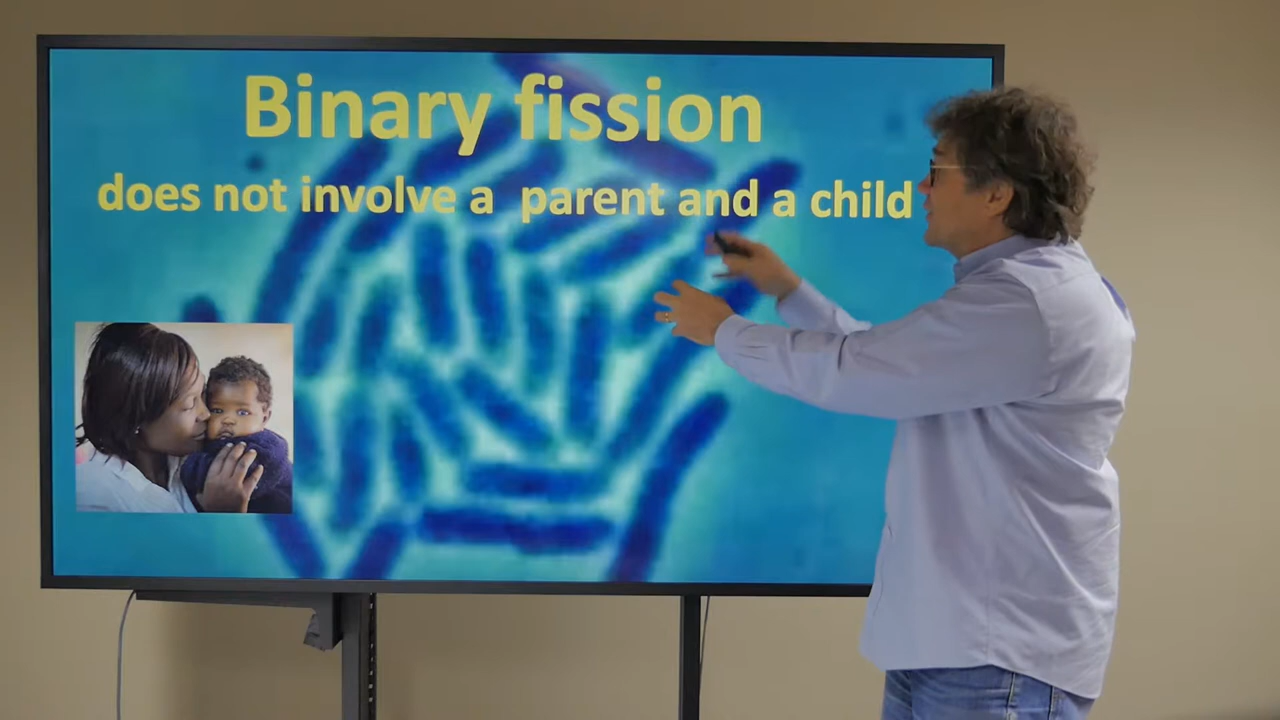 Binary fission
does not involve a parent and a child